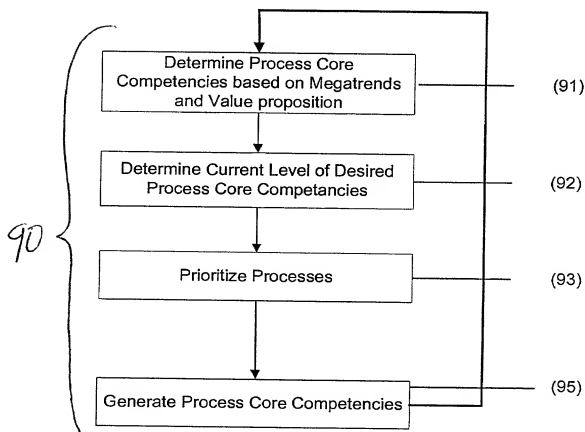 Determine Process Core
Competencies based on Megatrends
and Value proposition
(91)
Determine Current Level of Desired
Process Core Competancies
(92)
90
Prioritize Processes
(93)
(95)
Generate Process Core Competencies